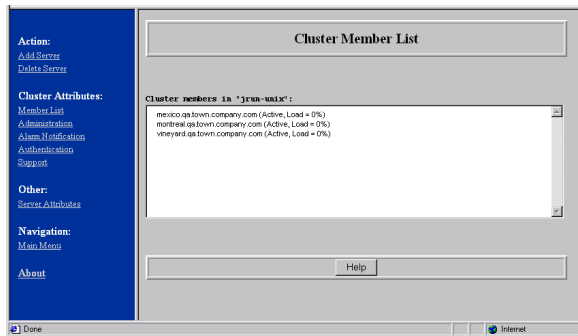 Action:
Add Server
Delete Server
Cluster Attributes:
Member List
Administration
Alarm Notification
Authentication
Support
Other:
Server Attributes
Navigation:
Main Menu
About
Cluster Member List
Cluster members in "jrun-unix":
mexico.qa.town.company.com (Active, Load = 0%)
montreal.qa.town.company.com (Active, Load = 0%)
vineyard.qa.town.company.com (Active, Load = 0%)
Help
Done
Internet